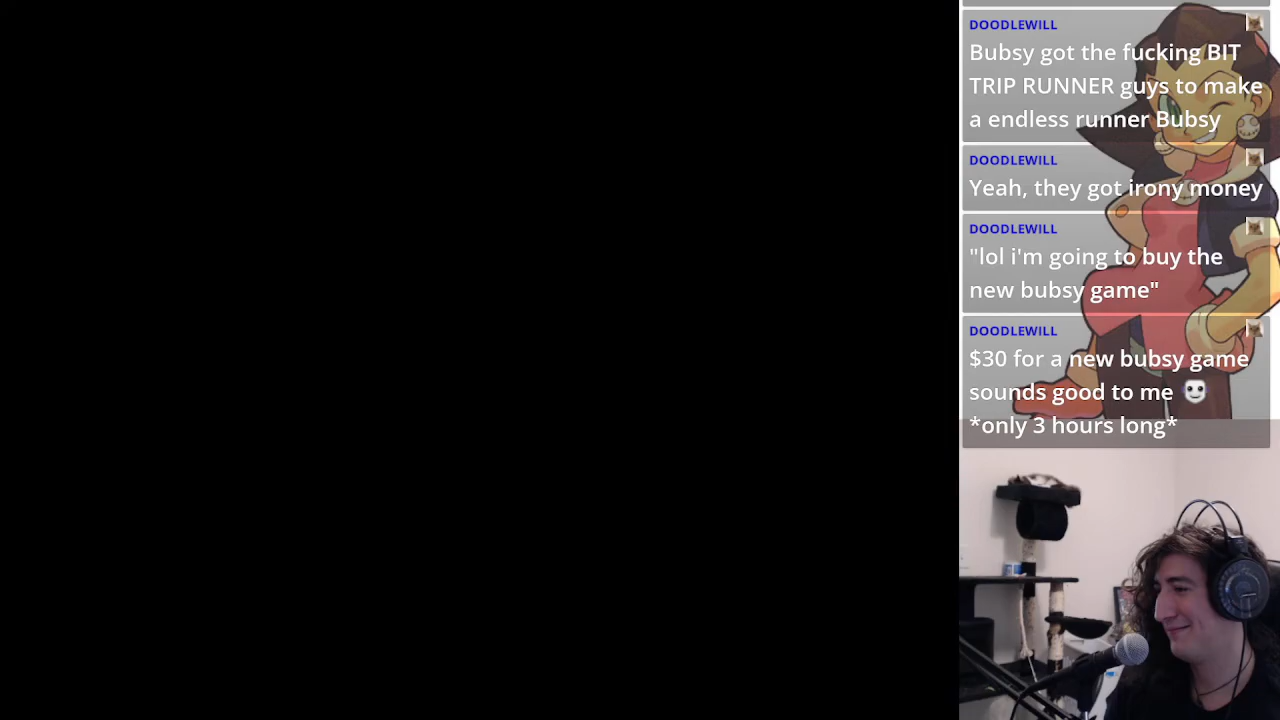 DOODLEWILL
Bubsy got the fucking BIT
TRIP RUNNER guys to make
a endless runner Bubsy
DOODLEWILL
Yeah, they got irony money
DOODLEWILL
"lol i'm going to buy the
new bubsy game"
DOODLEWILL
$30 for a new bubsy game
sounds good to me
*only 3 hours long*